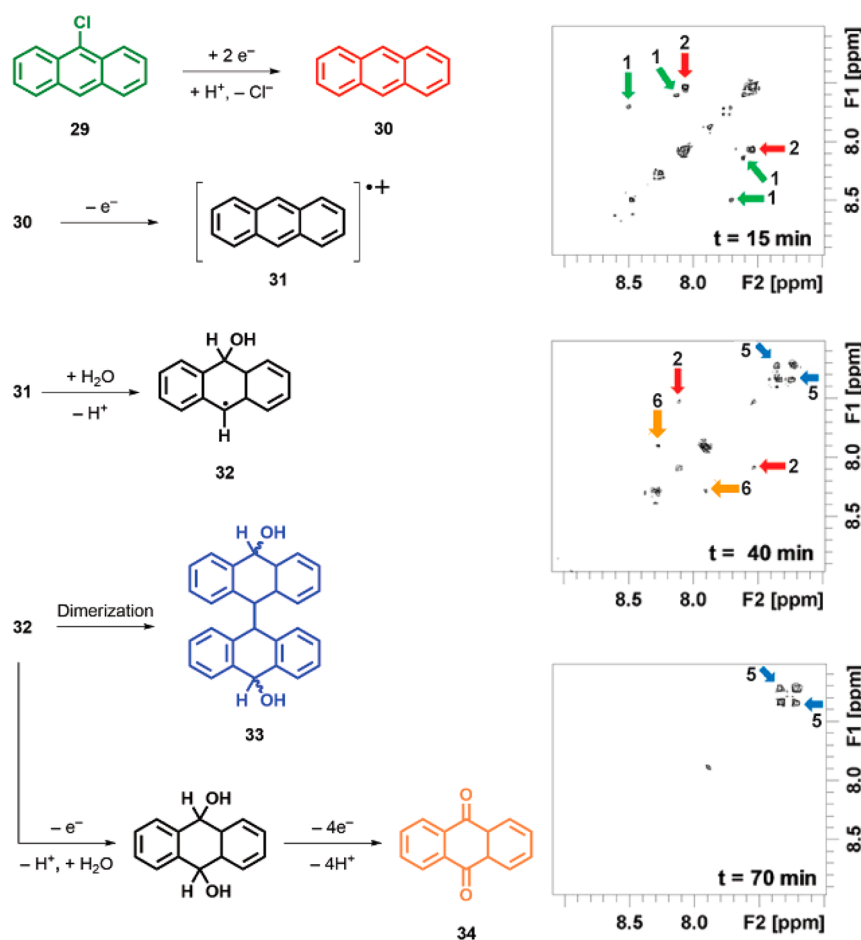 Cl
+ 2 e⁻
+ H⁺, – Cl⁻
29
30
30
– e⁻
•+
31
31
+ H₂O
– H⁺
H OH
•
H
32
32
Dimerization
H OH
H OH
33
– e⁻
– H⁺, + H₂O
H OH
H OH
– 4e⁻
– 4H⁺
O
O
34
1
1
2
2
1
1
t = 15 min
8.0
8.5
F1 [ppm]
8.5
8.0
F2 [ppm]
5
5
2
6
2
6
t = 40 min
8.0
8.5
F1 [ppm]
8.5
8.0
F2 [ppm]
5
5
t = 70 min
8.0
8.5
F1 [ppm]
8.5
8.0
F2 [ppm]